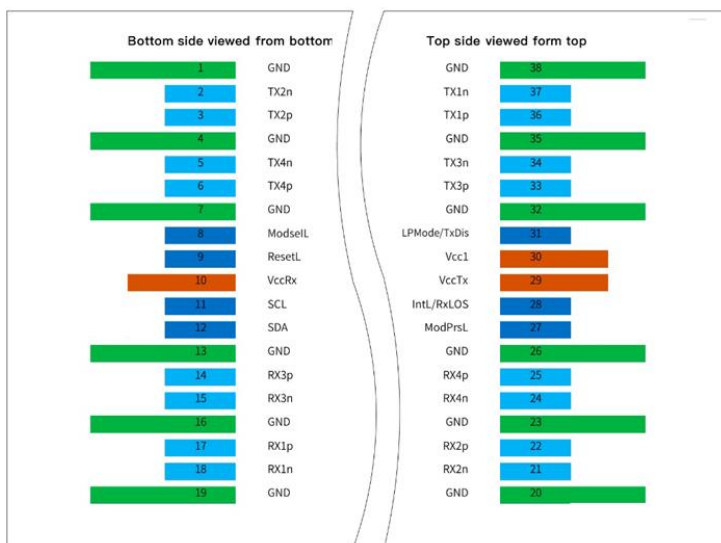 Bottom side viewed from bottom
1 GND
2 TX2n
3 TX2p
4 GND
5 TX4n
6 TX4p
7 GND
8 ModselL
9 ResetL
10 VccRx
11 SCL
12 SDA
13 GND
14 RX3p
15 RX3n
16 GND
17 RX1p
18 RX1n
19 GND
Top side viewed form top
GND 38
TX1n 37
TX1p 36
GND 35
TX3n 34
TX3p 33
GND 32
LPMode/TxDis 31
Vcc1 30
VccTx 29
IntL/RxLOS 28
ModPrsL 27
GND 26
RX4p 25
RX4n 24
GND 23
RX2p 22
RX2n 21
GND 20